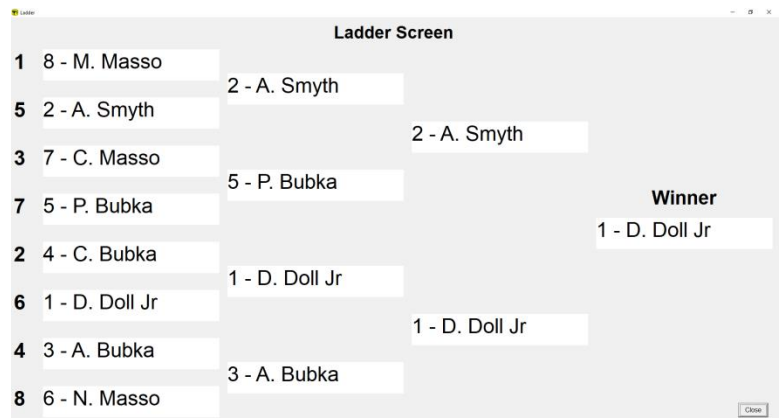 Ladder
Ladder Screen
1 8 - M. Masso
2 - A. Smyth
5 2 - A. Smyth
2 - A. Smyth
3 7 - C. Masso
5 - P. Bubka
Winner
7 5 - P. Bubka
1 - D. Doll Jr
2 4 - C. Bubka
1 - D. Doll Jr
6 1 - D. Doll Jr
1 - D. Doll Jr
4 3 - A. Bubka
3 - A. Bubka
8 6 - N. Masso
Close